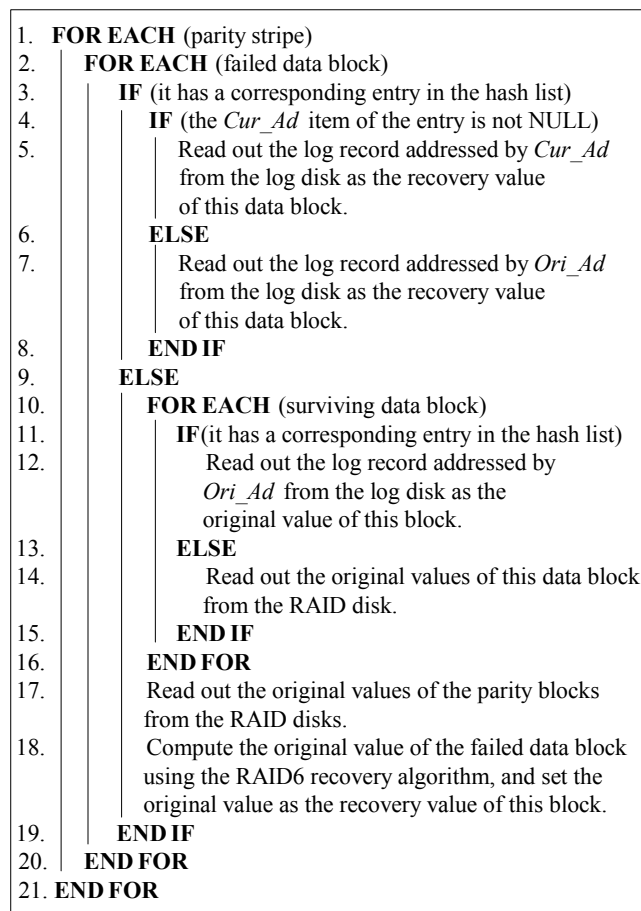 1. FOR EACH (parity stripe)
2. FOR EACH (failed data block)
3. IF (it has a corresponding entry in the hash list)
4. IF (the Cur_Ad item of the entry is not NULL)
5. Read out the log record addressed by Cur_Ad
from the log disk as the recovery value
of this data block.
6. ELSE
7. Read out the log record addressed by Ori_Ad
from the log disk as the recovery value
of this data block.
8. END IF
9. ELSE
10. FOR EACH (surviving data block)
11. IF(it has a corresponding entry in the hash list)
12. Read out the log record addressed by
Ori_Ad from the log disk as the
original value of this block.
13. ELSE
14. Read out the original values of this data block
from the RAID disk.
15. END IF
16. END FOR
17. Read out the original values of the parity blocks
from the RAID disks.
18. Compute the original value of the failed data block
using the RAID6 recovery algorithm, and set the
original value as the recovery value of this block.
19. END IF
20. END FOR
21. END FOR